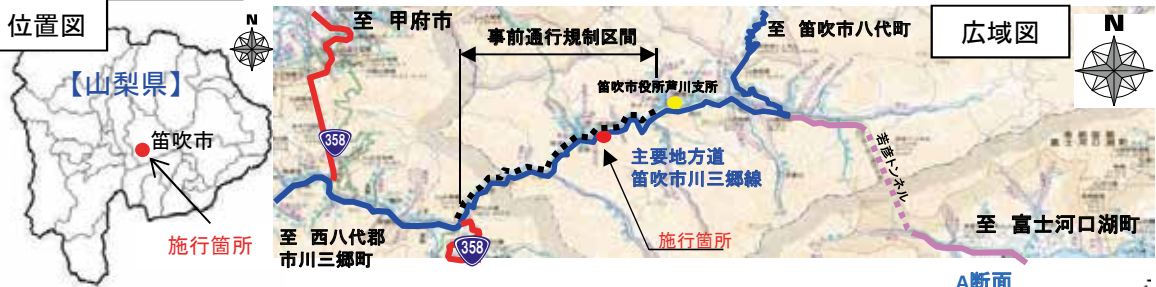 位置図
N
【山梨県】
笛吹市
施行箇所
至 甲府市
事前通行規制区間
至 笛吹市八代町
広域図
N
笛吹市役所芦川支所
358
主要地方道
笛吹市川三郷線
若彦トンネル
至 富士河口湖町
至 西八代郡
市川三郷町
358
施行箇所
A断面